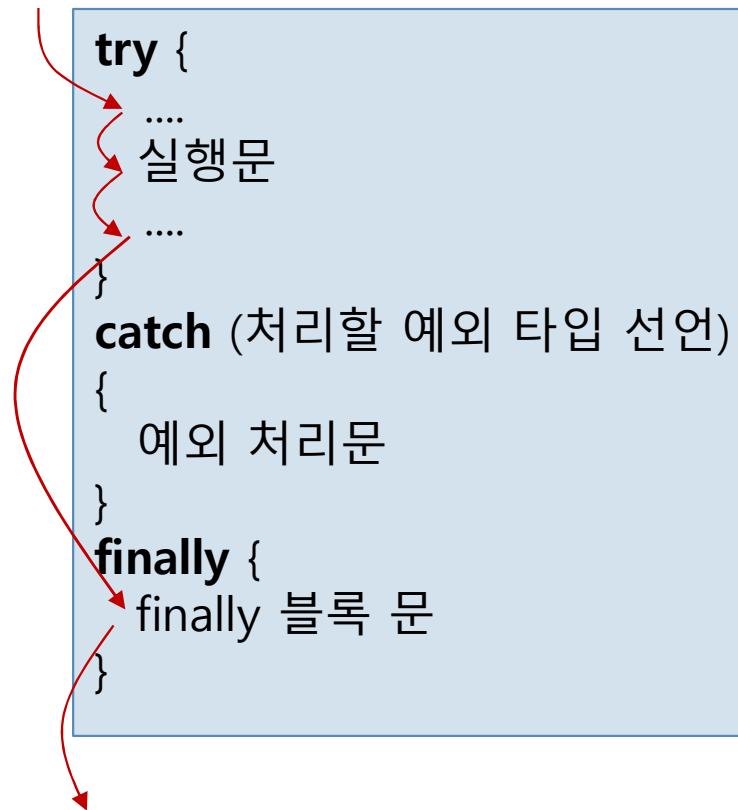 try {
....
실행문
....
}
catch (처리할 예외 타입 선언)
{
예외 처리문
}
finally {
finally 블록 문
}